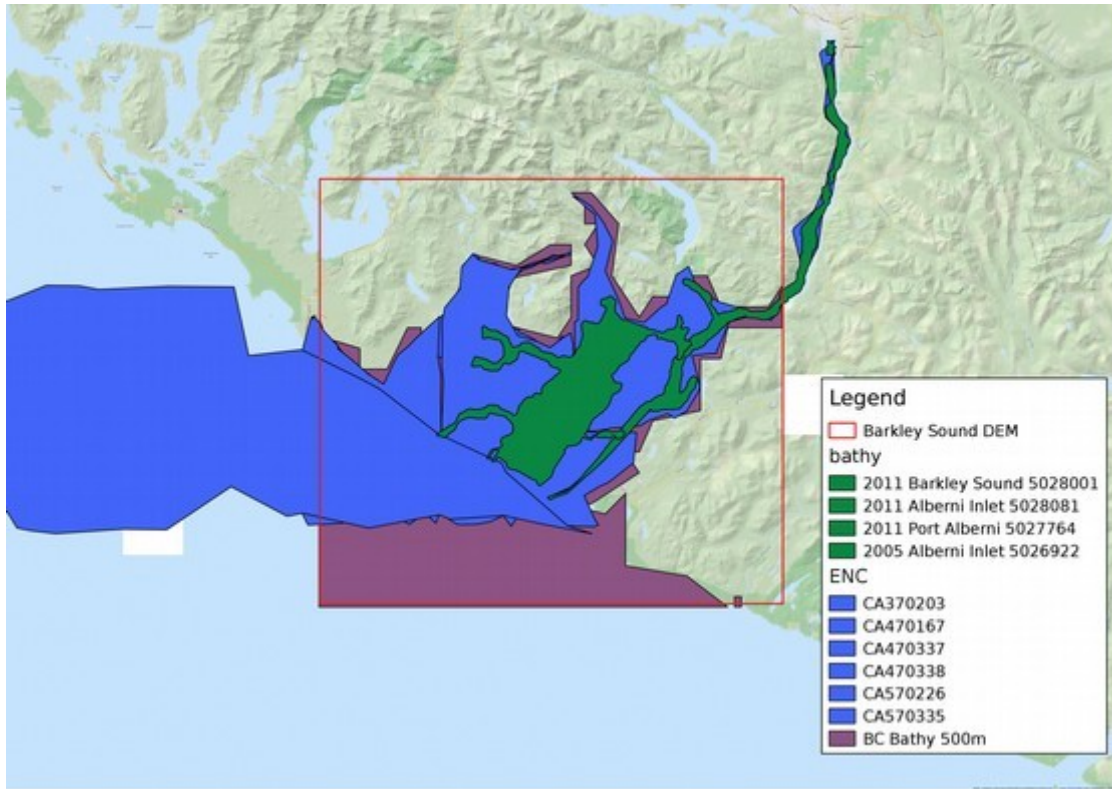 Legend
Barkley Sound DEM
bathy
2011 Barkley Sound 5028001
2011 Alberni Inlet 5028081
2011 Port Alberni 5027764
2005 Alberni Inlet 5026922
ENC
CA370203
CA470167
CA470337
CA470338
CA570226
CA570335
BC Bathy 500m